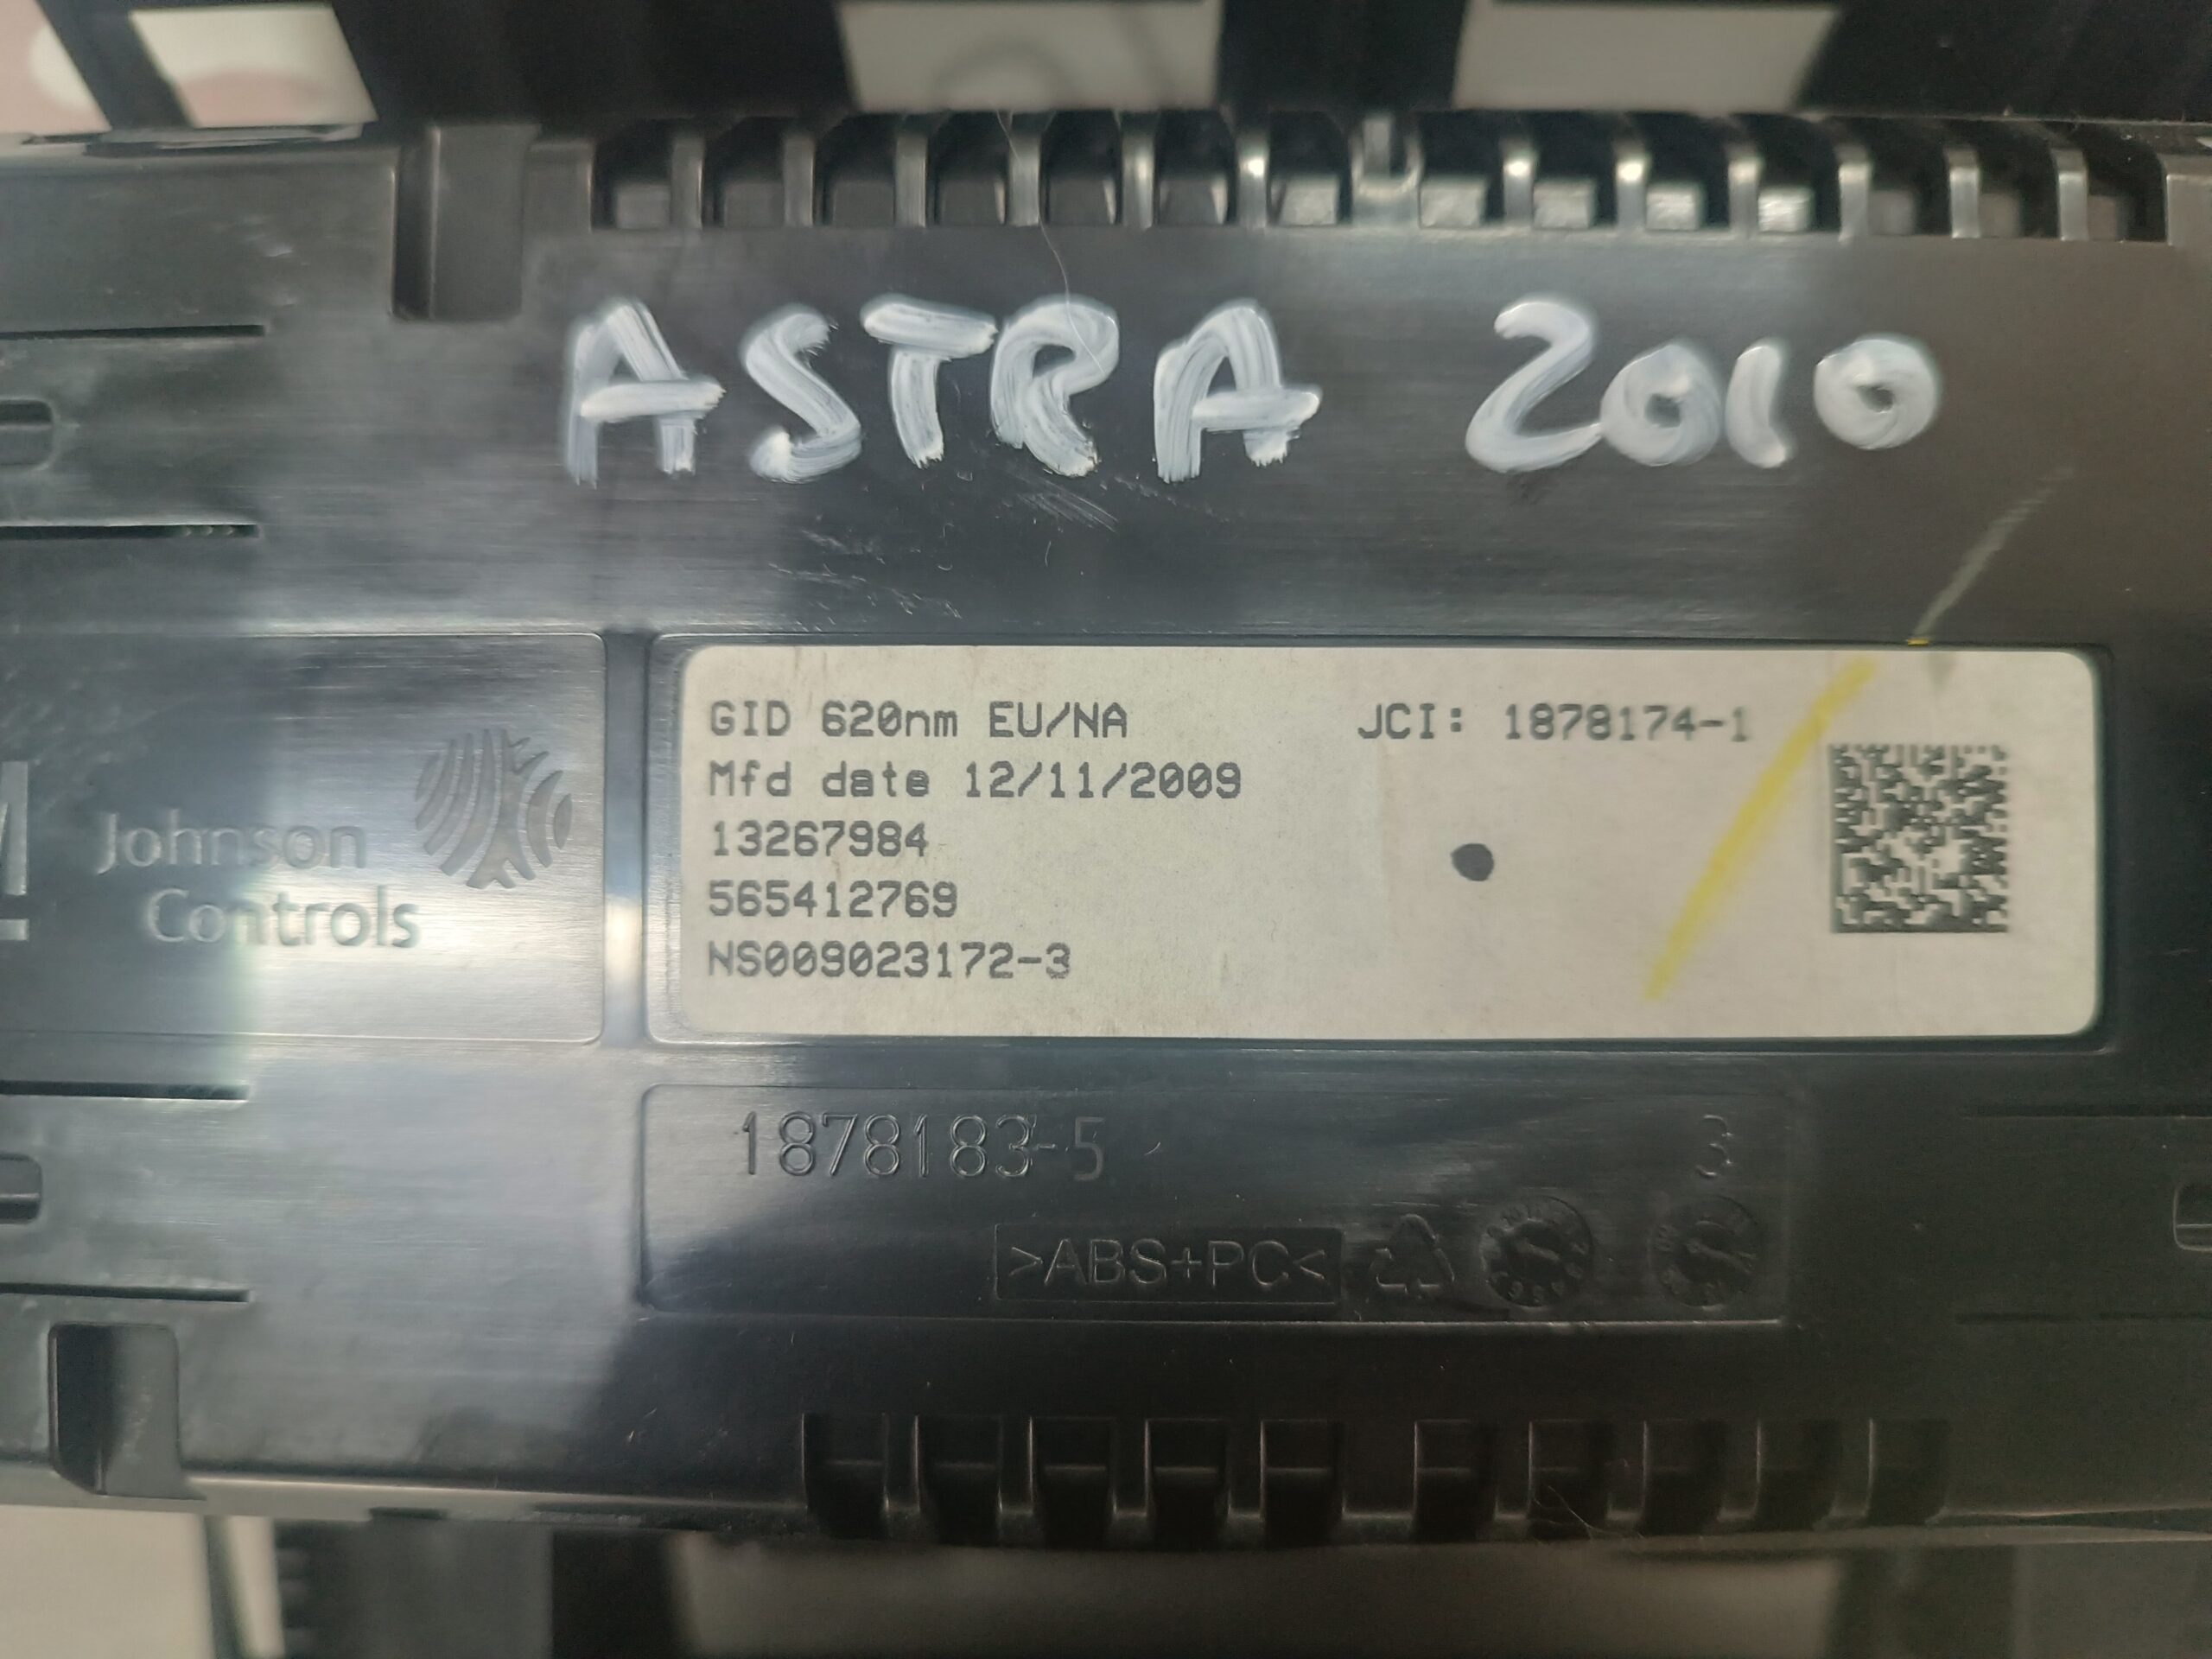 ASTRA 2010
Johnson
Controls
GID 620nm EU/NA
JCI: 1878174-1
Mfd date 12/11/2009
13267984
565412769
NS009023172-3
1878183-5
3
>ABS+PC<